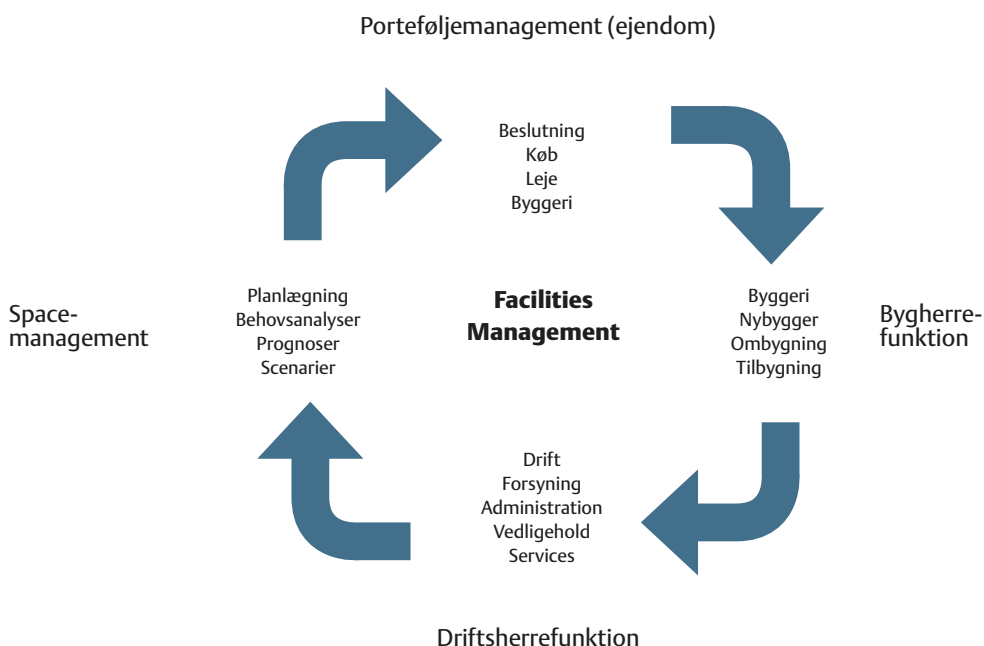 Porteføljemanagement (ejendom)
Beslutning
Køb
Leje
Byggeri
Space-
management
Planlægning
Behovsanalyser
Prognoser
Scenarier
Facilities
Management
Byggeri
Nybygger
Ombygning
Tilbygning
Bygherre-
funktion
Drift
Forsyning
Administration
Vedligehold
Services
Driftsherrefunktion